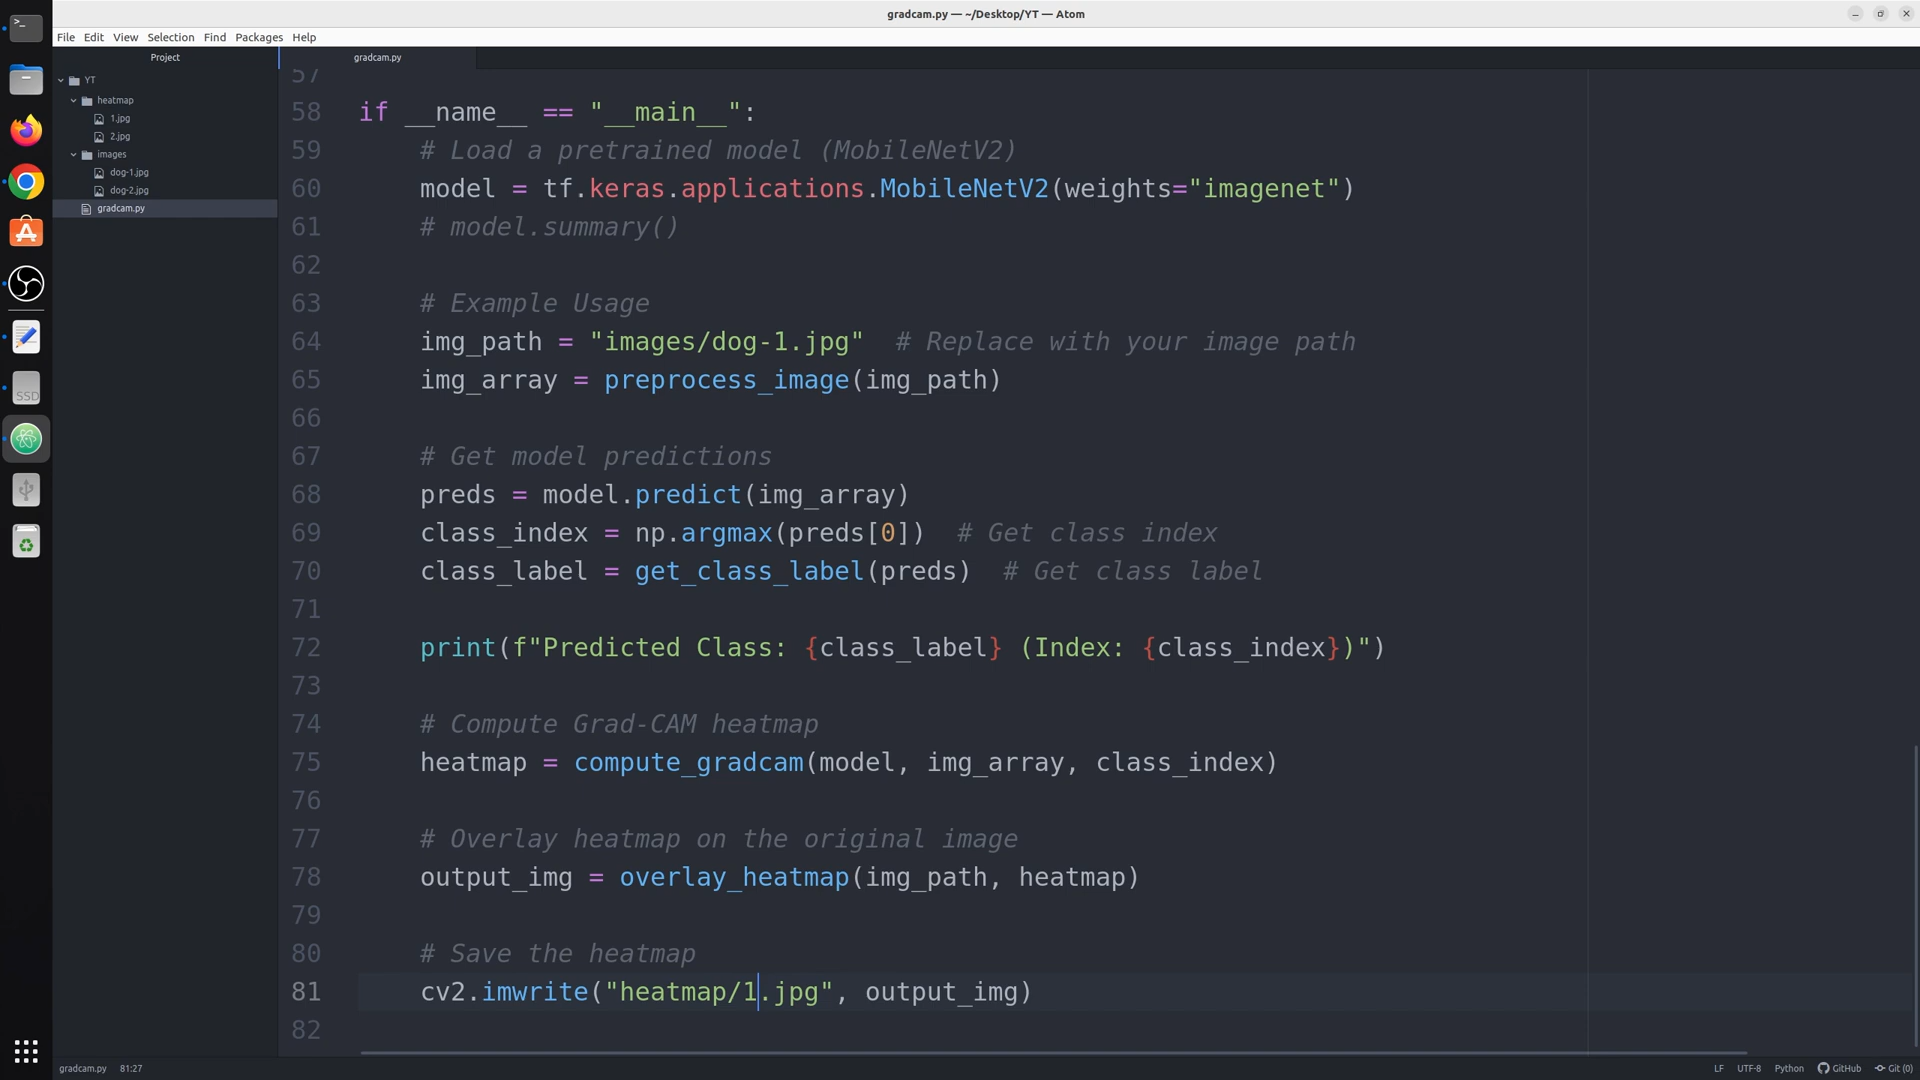 gradcam.py — ~/Desktop/YT — Atom
File Edit View Selection Find Packages Help
Project
gradcam.py
YT
heatmap
1.jpg
2.jpg
images
dog-1.jpg
dog-2.jpg
gradcam.py
SSD
57
58 if __name__ == "__main__":
59 # Load a pretrained model (MobileNetV2)
60 model = tf.keras.applications.MobileNetV2(weights="imagenet")
61 # model.summary()
62
63 # Example Usage
64 img_path = "images/dog-1.jpg"  # Replace with your image path
65 img_array = preprocess_image(img_path)
66
67 # Get model predictions
68 preds = model.predict(img_array)
69 class_index = np.argmax(preds[0])  # Get class index
70 class_label = get_class_label(preds)  # Get class label
71
72 print(f"Predicted Class: {class_label} (Index: {class_index})")
73
74 # Compute Grad-CAM heatmap
75 heatmap = compute_gradcam(model, img_array, class_index)
76
77 # Overlay heatmap on the original image
78 output_img = overlay_heatmap(img_path, heatmap)
79
80 # Save the heatmap
81 cv2.imwrite("heatmap/1.jpg", output_img)
82
gradcam.py 81:27
LF UTF-8 Python GitHub Git (0)